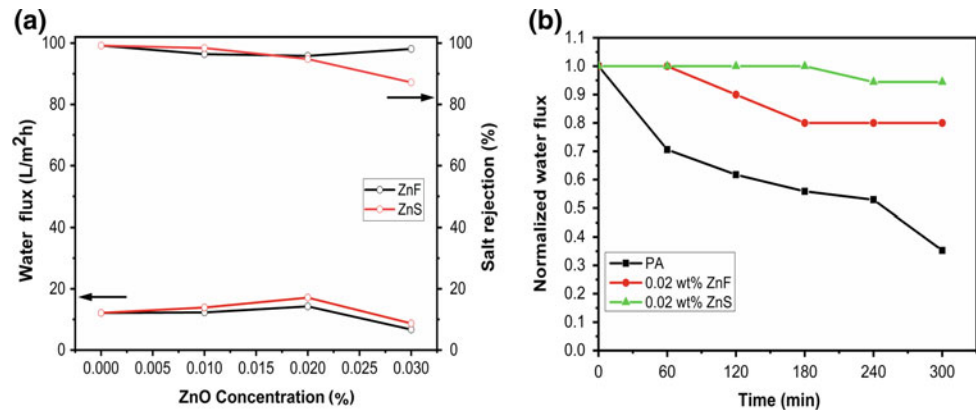 (a)
100
80
60
40
20
0
Water flux (L/m²h)
100
80
60
40
20
0
Salt rejection (%)
ZnF
ZnS
0.000 0.005 0.010 0.015 0.020 0.025 0.030
ZnO Concentration (%)
(b)
1.1
1.0
0.9
0.8
0.7
0.6
0.5
0.4
0.3
0.2
0.1
0.0
Normalized water flux
PA
0.02 wt% ZnF
0.02 wt% ZnS
0 60 120 180 240 300
Time (min)